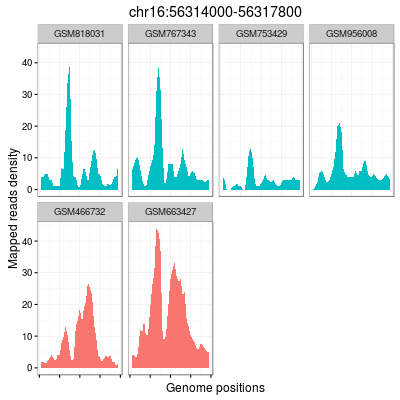 chr16:56314000-56317800
GSM818031 GSM767343 GSM753429 GSM956008
40
30
20
10
0
Mapped reads density
GSM466732 GSM663427
40
30
20
10
0
Genome positions